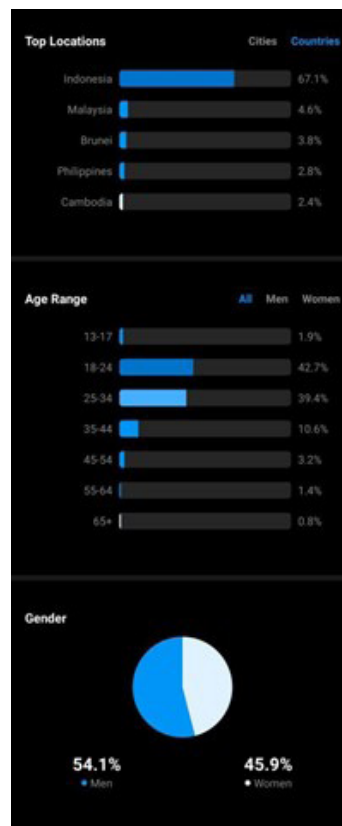 Top Locations Cities Countries
Indonesia 67.1%
Malaysia 4.6%
Brunei 3.8%
Philippines 2.8%
Cambodia 2.4%
Age Range All Men Women
13-17 1.9%
18-24 42.7%
25-34 39.4%
35-44 10.6%
45-54 3.2%
55-64 1.4%
65+ 0.8%
Gender
54.1% 45.9%
Men Women